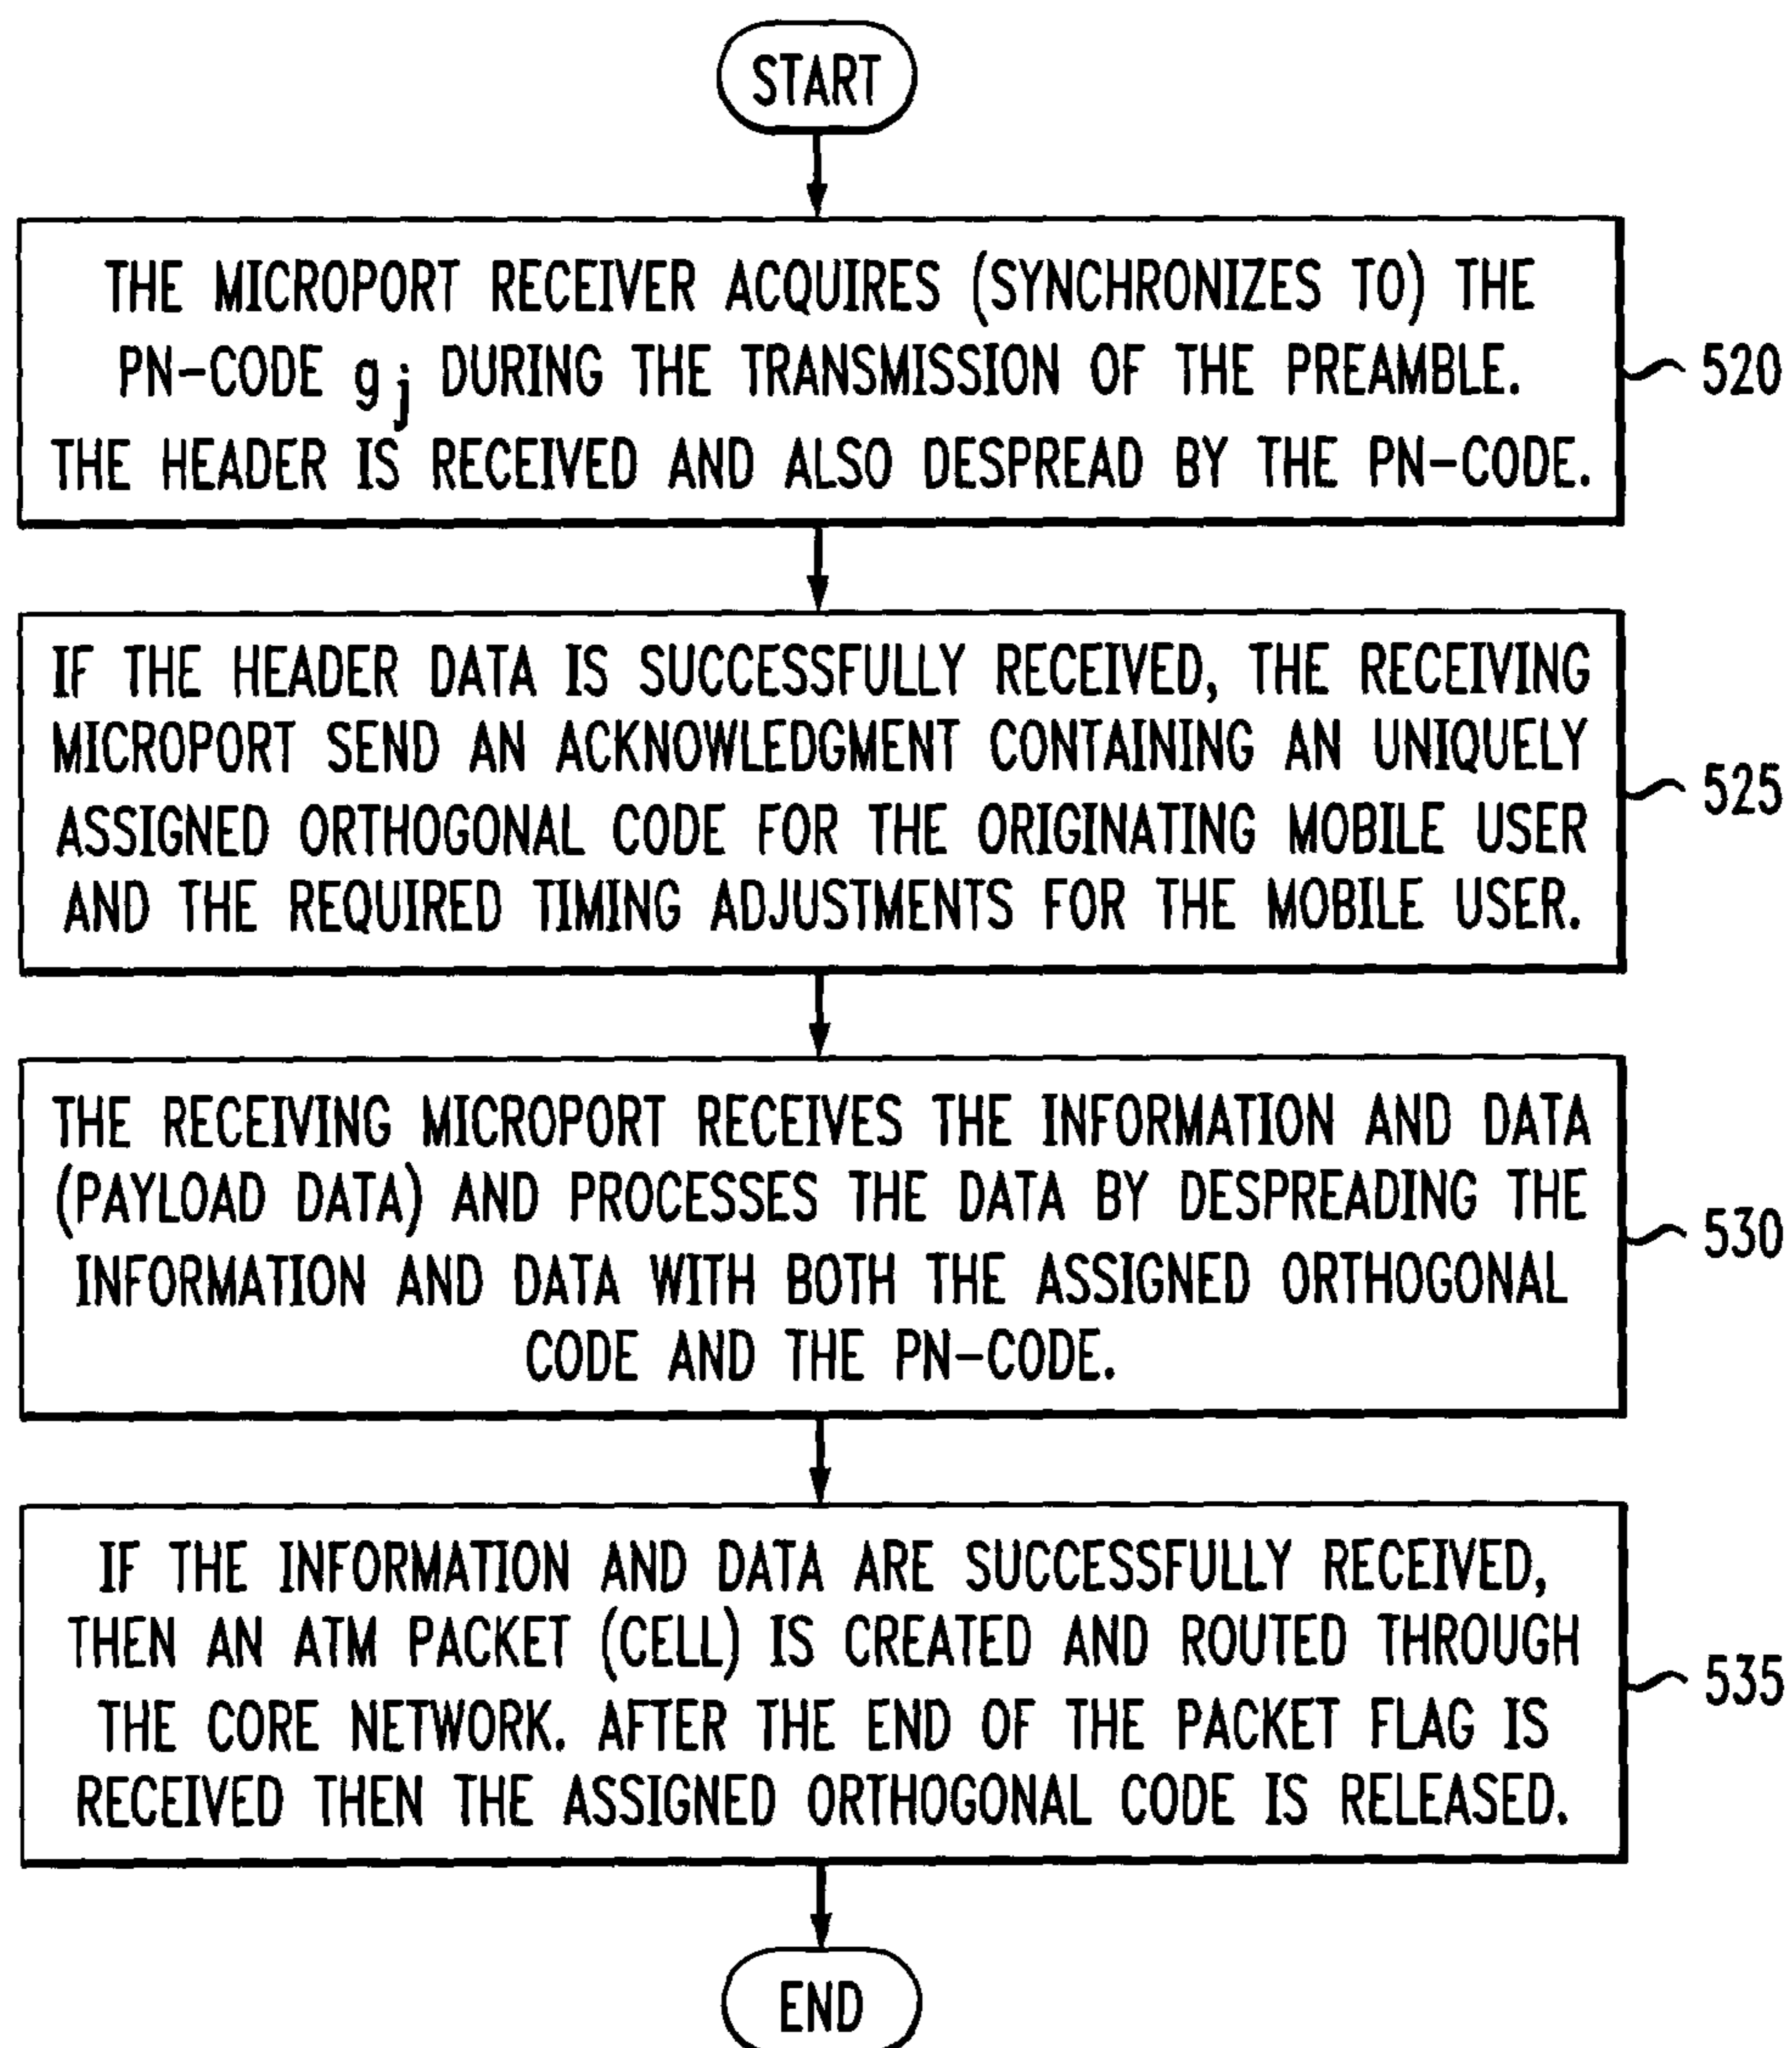 START
THE MICROPORT RECEIVER ACQUIRES (SYNCHRONIZES TO) THE
PN-CODE gj DURING THE TRANSMISSION OF THE PREAMBLE.
THE HEADER IS RECEIVED AND ALSO DESPREAD BY THE PN-CODE.
520
IF THE HEADER DATA IS SUCCESSFULLY RECEIVED, THE RECEIVING
MICROPORT SEND AN ACKNOWLEDGMENT CONTAINING AN UNIQUELY
ASSIGNED ORTHOGONAL CODE FOR THE ORIGINATING MOBILE USER
AND THE REQUIRED TIMING ADJUSTMENTS FOR THE MOBILE USER.
525
THE RECEIVING MICROPORT RECEIVES THE INFORMATION AND DATA
(PAYLOAD DATA) AND PROCESSES THE DATA BY DESPREADING THE
INFORMATION AND DATA WITH BOTH THE ASSIGNED ORTHOGONAL
CODE AND THE PN-CODE.
530
IF THE INFORMATION AND DATA ARE SUCCESSFULLY RECEIVED,
THEN AN ATM PACKET (CELL) IS CREATED AND ROUTED THROUGH
THE CORE NETWORK. AFTER THE END OF THE PACKET FLAG IS
RECEIVED THEN THE ASSIGNED ORTHOGONAL CODE IS RELEASED.
535
END